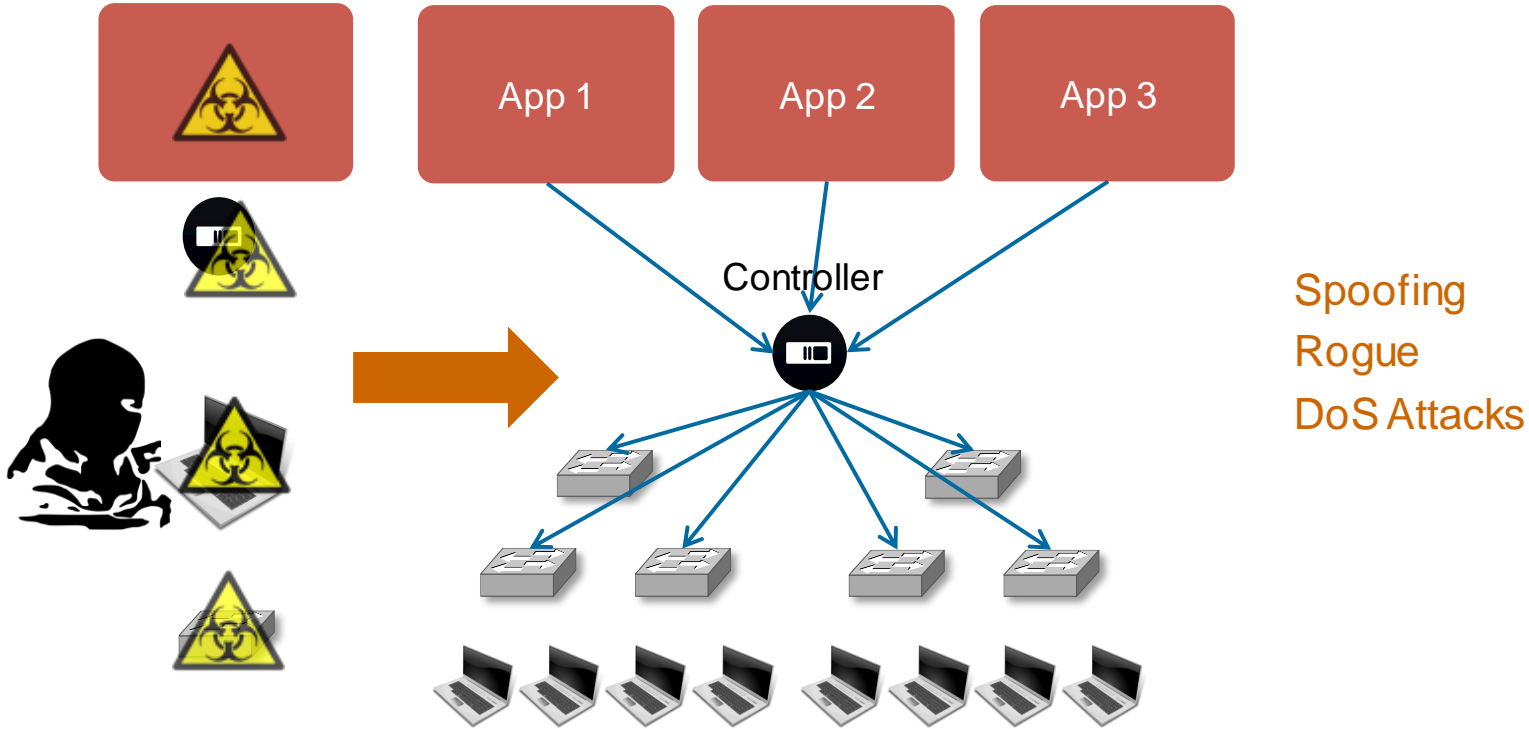 App 1
App 2
App 3
Controller
Spoofing
Rogue
DoS Attacks